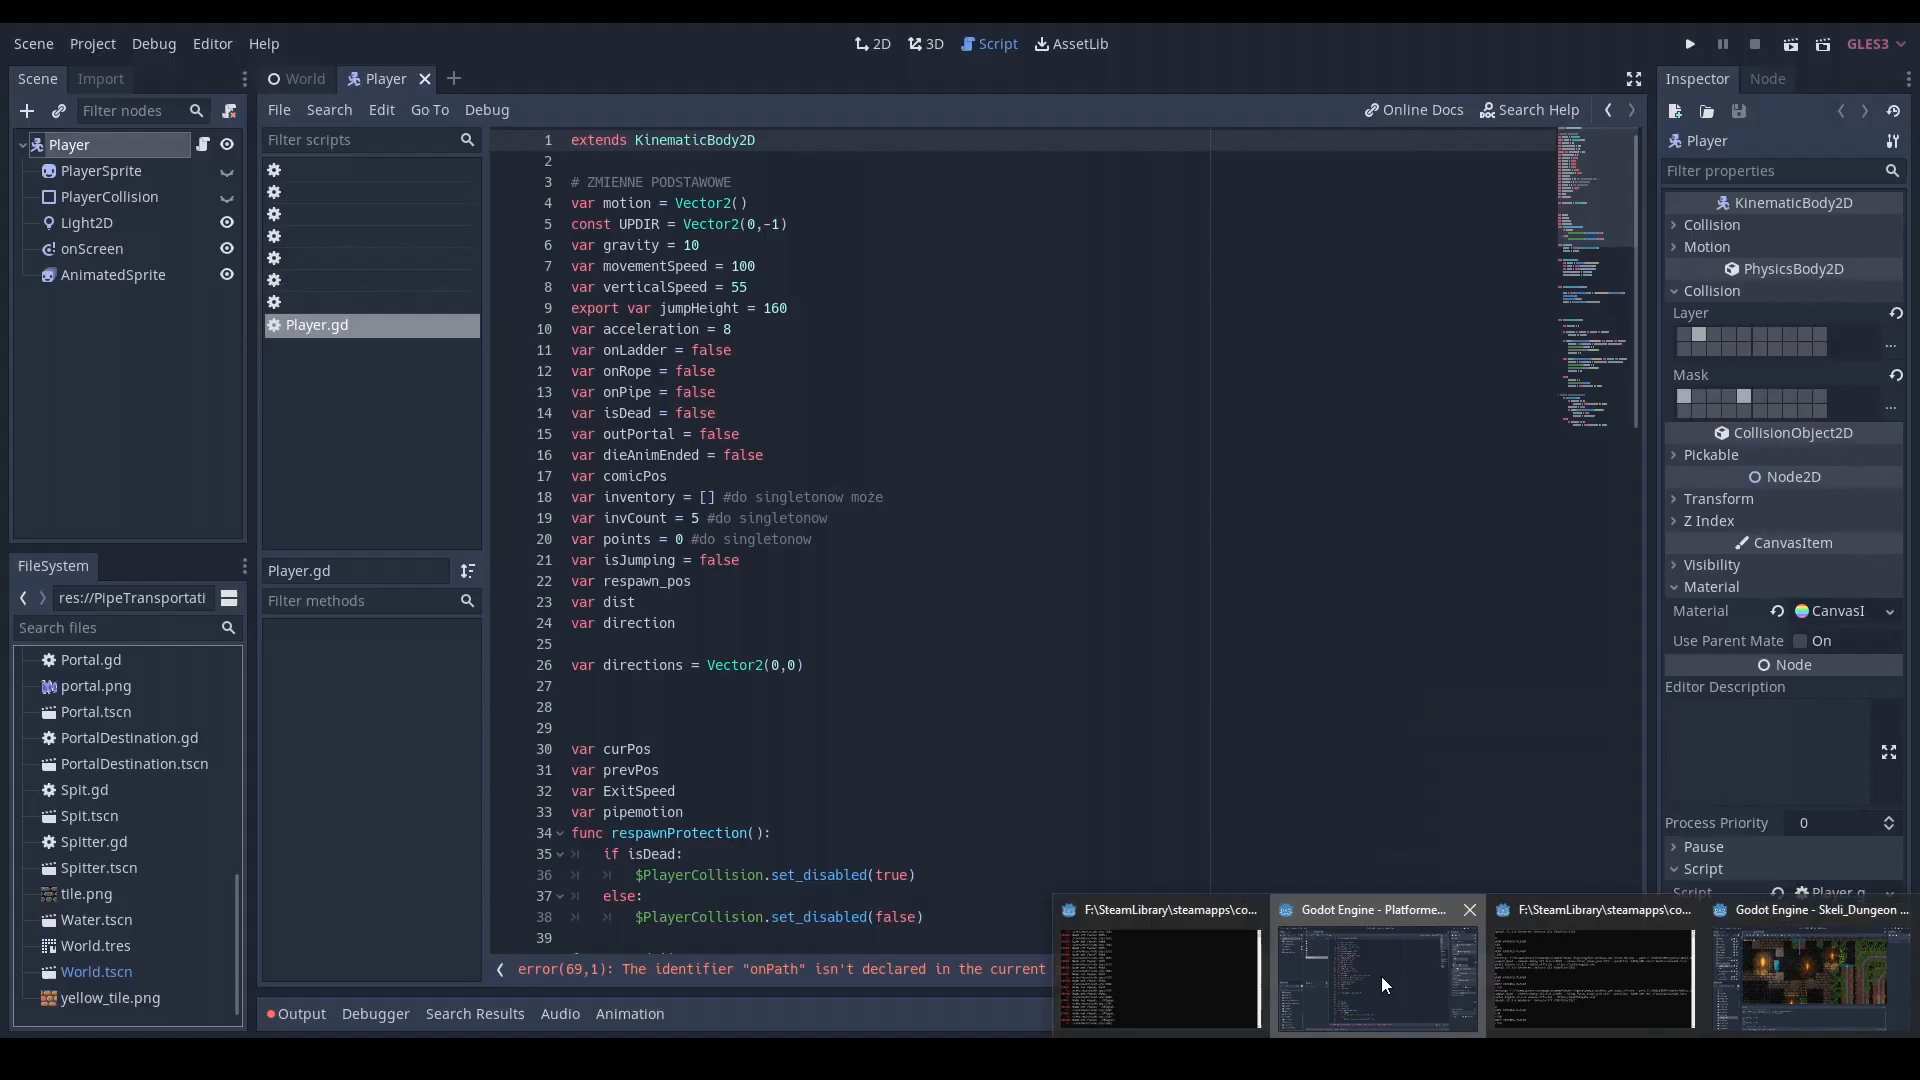 Scene Project Debug Editor Help
2D 3D Script AssetLib
GLES3
Scene Import
Filter nodes
Player
PlayerSprite
PlayerCollision
Light2D
onScreen
AnimatedSprite
FileSystem
res://PipeTransportati
Search files
Portal.gd
portal.png
Portal.tscn
PortalDestination.gd
PortalDestination.tscn
Spit.gd
Spit.tscn
Spitter.gd
Spitter.tscn
tile.png
Water.tscn
World.tres
World.tscn
yellow_tile.png
World Player
File Search Edit Go To Debug
Online Docs Search Help
Filter scripts
Player.gd
Player.gd
Filter methods
1 extends KinematicBody2D
2
3 # ZMIENNE PODSTAWOWE
4 var motion = Vector2()
5 const UPDIR = Vector2(0,-1)
6 var gravity = 10
7 var movementSpeed = 100
8 var verticalSpeed = 55
9 export var jumpHeight = 160
10 var acceleration = 8
11 var onLadder = false
12 var onRope = false
13 var onPipe = false
14 var isDead = false
15 var outPortal = false
16 var dieAnimEnded = false
17 var comicPos
18 var inventory = [] #do singletonow może
19 var invCount = 5 #do singletonow
20 var points = 0 #do singletonow
21 var isJumping = false
22 var respawn_pos
23 var dist
24 var direction
25
26 var directions = Vector2(0,0)
27
28
29
30 var curPos
31 var prevPos
32 var ExitSpeed
33 var pipemotion
34 func respawnProtection():
35 if isDead:
36 $PlayerCollision.set_disabled(true)
37 else:
38 $PlayerCollision.set_disabled(false)
39
error(69,1): The identifier "onPath" isn't declared in the current
Output Debugger Search Results Audio Animation
Inspector Node
Player
Filter properties
KinematicBody2D
Collision
Motion
PhysicsBody2D
Collision
Layer
...
Mask
...
CollisionObject2D
Pickable
Node2D
Transform
Z Index
CanvasItem
Visibility
Material
Material CanvasI
Use Parent Mate On
Node
Editor Description
Process Priority 0
Pause
Script
Script Player.g
F:\SteamLibrary\steamapps\co...
Godot Engine - Platforme...
F:\SteamLibrary\steamapps\co...
Godot Engine - Skeli_Dungeon ...